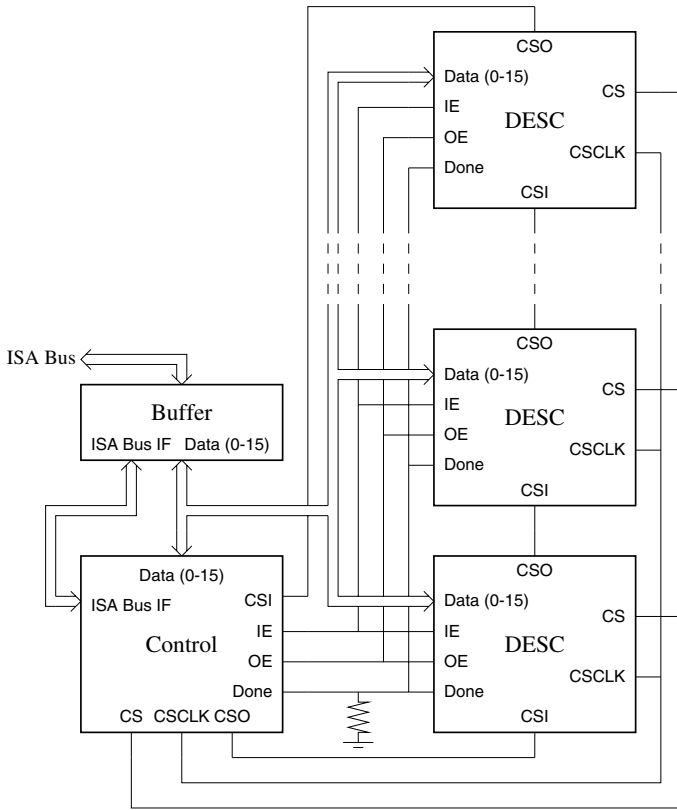 CSO
Data (0-15)
CS
IE
DESC
OE
CSCLK
Done
CSI
CSO
ISA Bus
Data (0-15)
CS
Buffer
IE
DESC
OE
ISA Bus IF Data (0-15)
CSCLK
Done
CSI
CSO
Data (0-15)
Data (0-15)
CSI
ISA Bus IF
CS
IE
IE
Control
DESC
OE
OE
CSCLK
Done
Done
CS CSCLK CSO
CSI